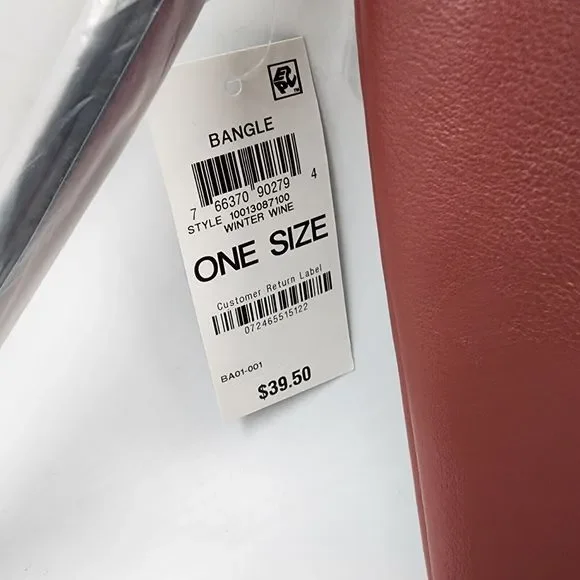 EPC™
BANGLE
7 66370 90279 4
STYLE 10013087100
WINTER WINE
ONE SIZE
Customer Return Label
072465515122
BA01-001
$39.50